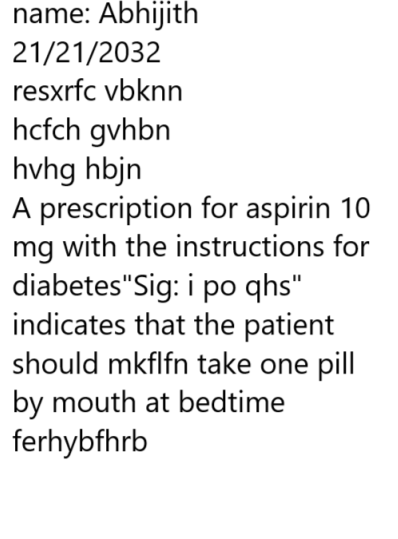 name: Abhijith
21/21/2032
resxrfc vbknn
hcfch gvhbn
hvhg hbjn
A prescription for aspirin 10
mg with the instructions for
diabetes"Sig: i po qhs"
indicates that the patient
should mkflfn take one pill
by mouth at bedtime
ferhybfhrb